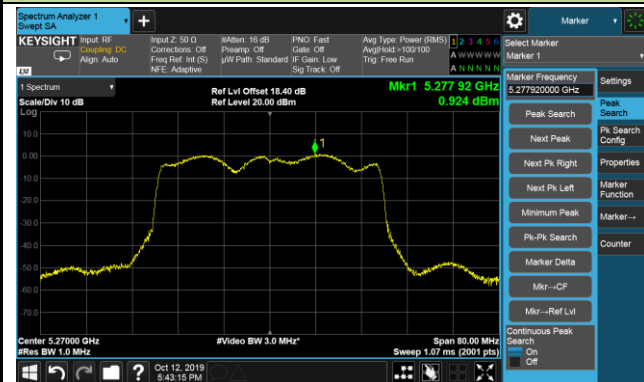 Spectrum Analyzer 1
Swept SA
+
Marker
KEYSIGHT
Input: RF
Coupling: DC
Align: Auto
Input Z: 50 Ω
Corrections: Off
Freq Ref: Int (S)
NFE: Adaptive
#Atten: 16 dB
Preamp: Off
µW Path: Standard
PNO: Fast
Gate: Off
IF Gain: Low
Sig Track: Off
Avg Type: Power (RMS)
Avg|Hold:>100/100
Trig: Free Run
1 2 3 4 5 6
A W W W W W
A N N N N N
LXI
Select Marker
Marker 1
1 Spectrum
Scale/Div 10 dB
Log
Ref Lvl Offset 18.40 dB
Ref Level 20.00 dBm
Mkr1 5.277 92 GHz
0.924 dBm
10.0
0.00
-10.0
-20.0
-30.0
-40.0
-50.0
-60.0
-70.0
1
Center 5.27000 GHz
#Res BW 1.0 MHz
#Video BW 3.0 MHz*
Span 80.00 MHz
Sweep 1.07 ms (2001 pts)
Marker Frequency
5.277920000 GHz
Peak Search
Next Peak
Next Pk Right
Next Pk Left
Minimum Peak
Pk-Pk Search
Marker Delta
Mkr→CF
Mkr→Ref Lvl
Continuous Peak
Search
On
Off
Settings
Peak
Search
Pk Search
Config
Properties
Marker
Function
Marker→
Counter
?
Oct 12, 2019
5:43:15 PM